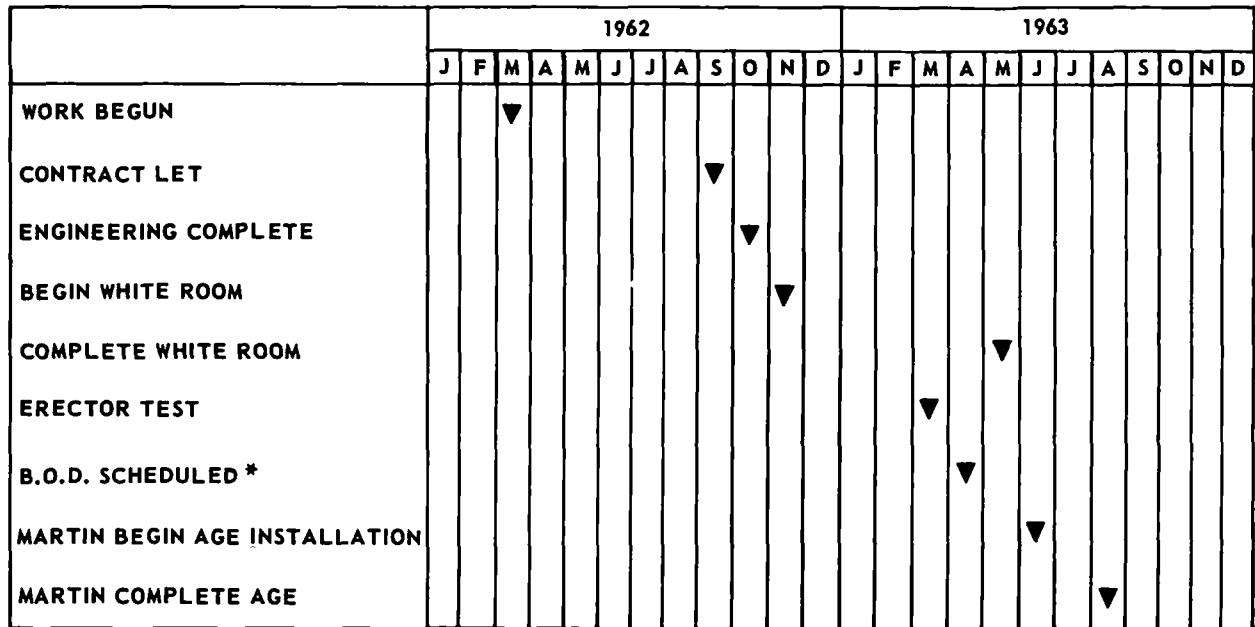 1962 1963
J F M A M J J A S O N D J F M A M J J A S O N D
WORK BEGUN
CONTRACT LET
ENGINEERING COMPLETE
BEGIN WHITE ROOM
COMPLETE WHITE ROOM
ERECTOR TEST
B.O.D. SCHEDULED *
MARTIN BEGIN AGE INSTALLATION
MARTIN COMPLETE AGE